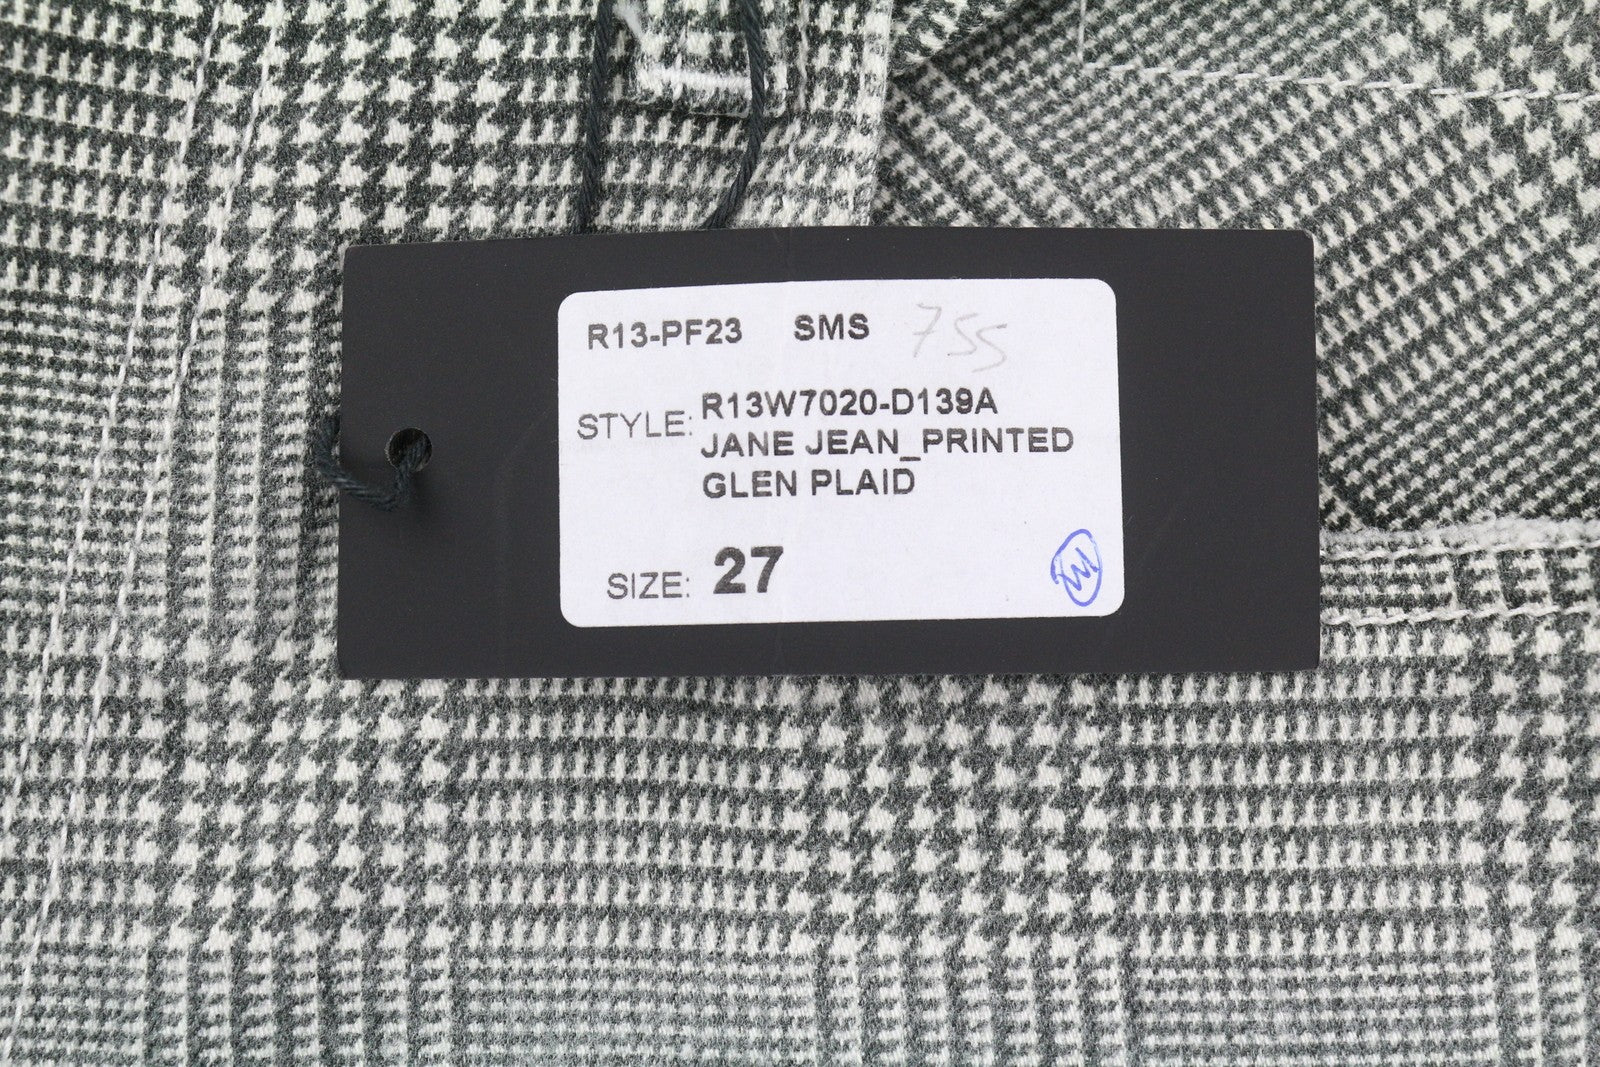 R13-PF23 SMS 755
STYLE: R13W7020-D139A
JANE JEAN_PRINTED
GLEN PLAID
SIZE: 27